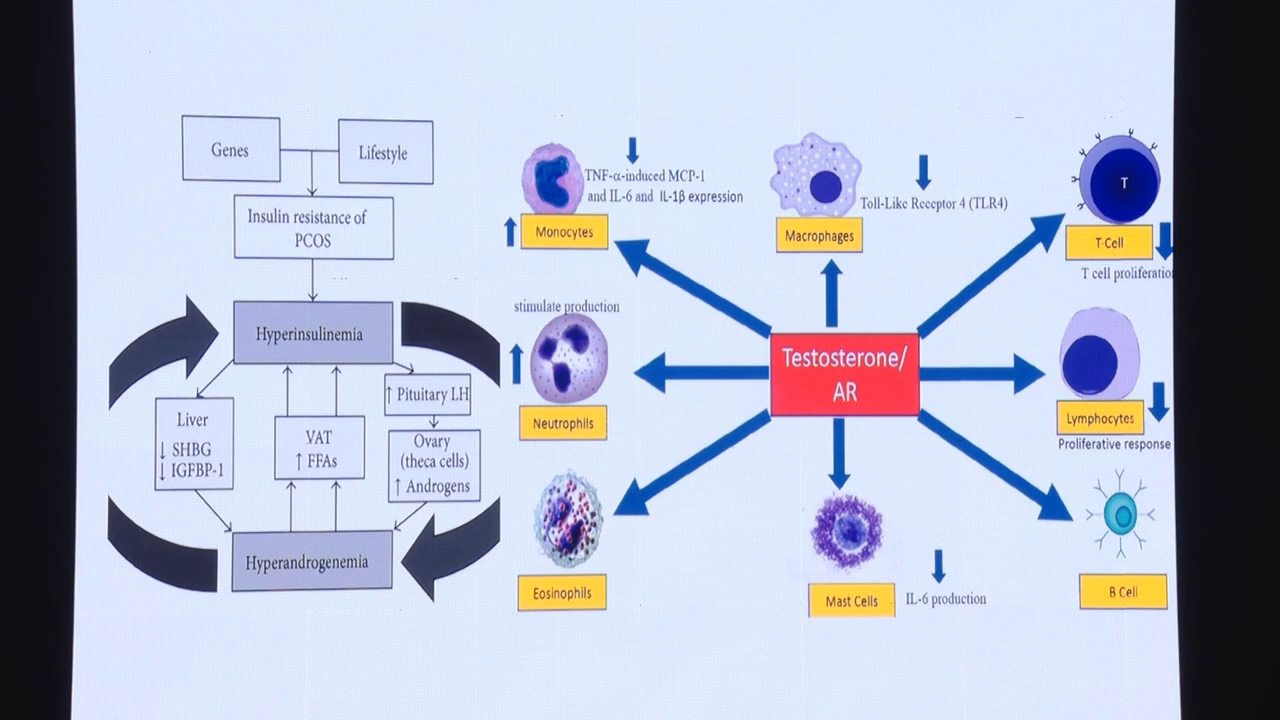 Genes
Lifestyle
Insulin resistance of
PCOS
Hyperinsulinemia
Liver
↓ SHBG
↓ IGFBP-1
VAT
↑ FFAs
↑ Pituitary LH
Ovary
(theca cells)
↑ Androgens
Hyperandrogenemia
TNF-α-induced MCP-1
and IL-6 and IL-1β expression
Monocytes
stimulate production
Neutrophils
Eosinophils
Toll-Like Receptor 4 (TLR4)
Macrophages
Testosterone/
AR
Mast Cells
IL-6 production
T
T-Cell
T cell proliferatio
Lymphocytes
Proliferative response
B Cell